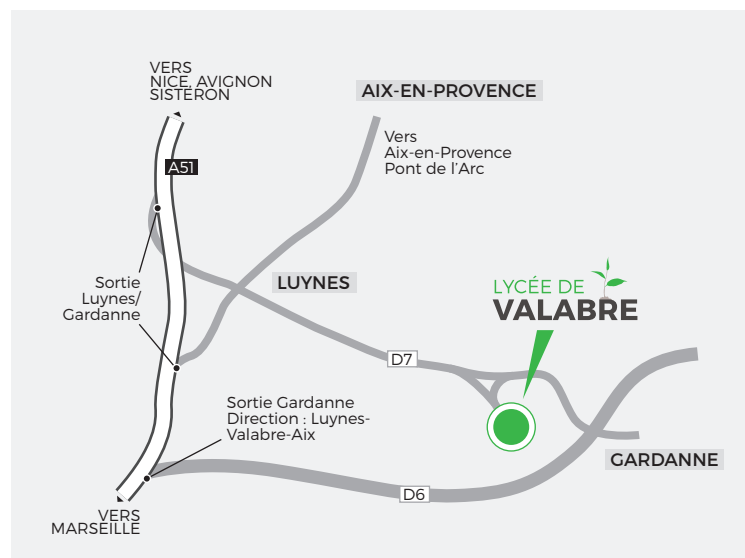 VERS
NICE, AVIGNON
SISTERON
AIX-EN-PROVENCE
Vers
Aix-en-Provence
Pont de l'Arc
A51
Sortie
Luynes/
Gardanne
LUYNES
LYCÉE DE
VALABRE
D7
Sortie Gardanne
Direction : Luynes-
Valabre-Aix
GARDANNE
D6
VERS
MARSEILLE